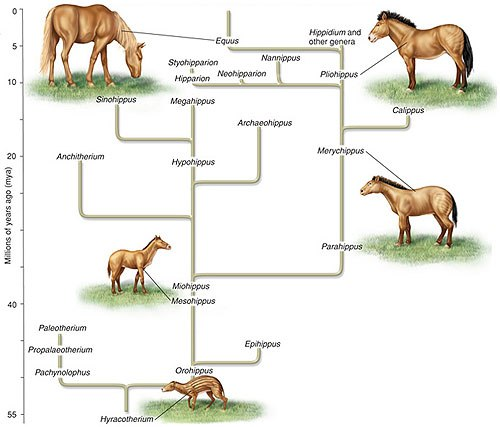 0
Equus
Hippidium and
other genera
5
Nannippus
Styohipparion
Neohipparion
Hipparion
Pliohippus
10
Sinohippus
Megahippus
Calippus
Archaeohippus
Merychippus
Anchitherium
20
Hypohippus
Millions of years ago (mya)
Parahippus
Miohippus
Mesohippus
40
Paleotherium
Propalaeotherium
Epihippus
Pachynolophus
Orohippus
55
Hyracotherium